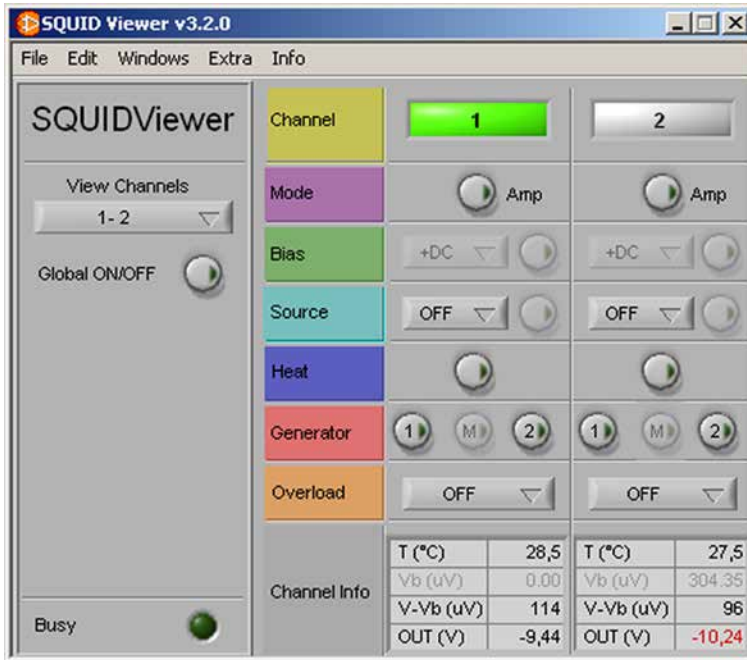 SQUID Viewer v3.2.0
File Edit Windows Extra Info
SQUIDViewer
View Channels
1- 2
Global ON/OFF
Busy
Channel 1 2
Mode Amp Amp
Bias +DC +DC
Source OFF OFF
Heat
Generator 1 M 2 1 M 2
Overload OFF OFF
Channel Info
T (°C) 28,5 T (°C) 27,5
Vb (uV) 0.00 Vb (uV) 304.35
V-Vb (uV) 114 V-Vb (uV) 96
OUT (V) -9,44 OUT (V) -10,24